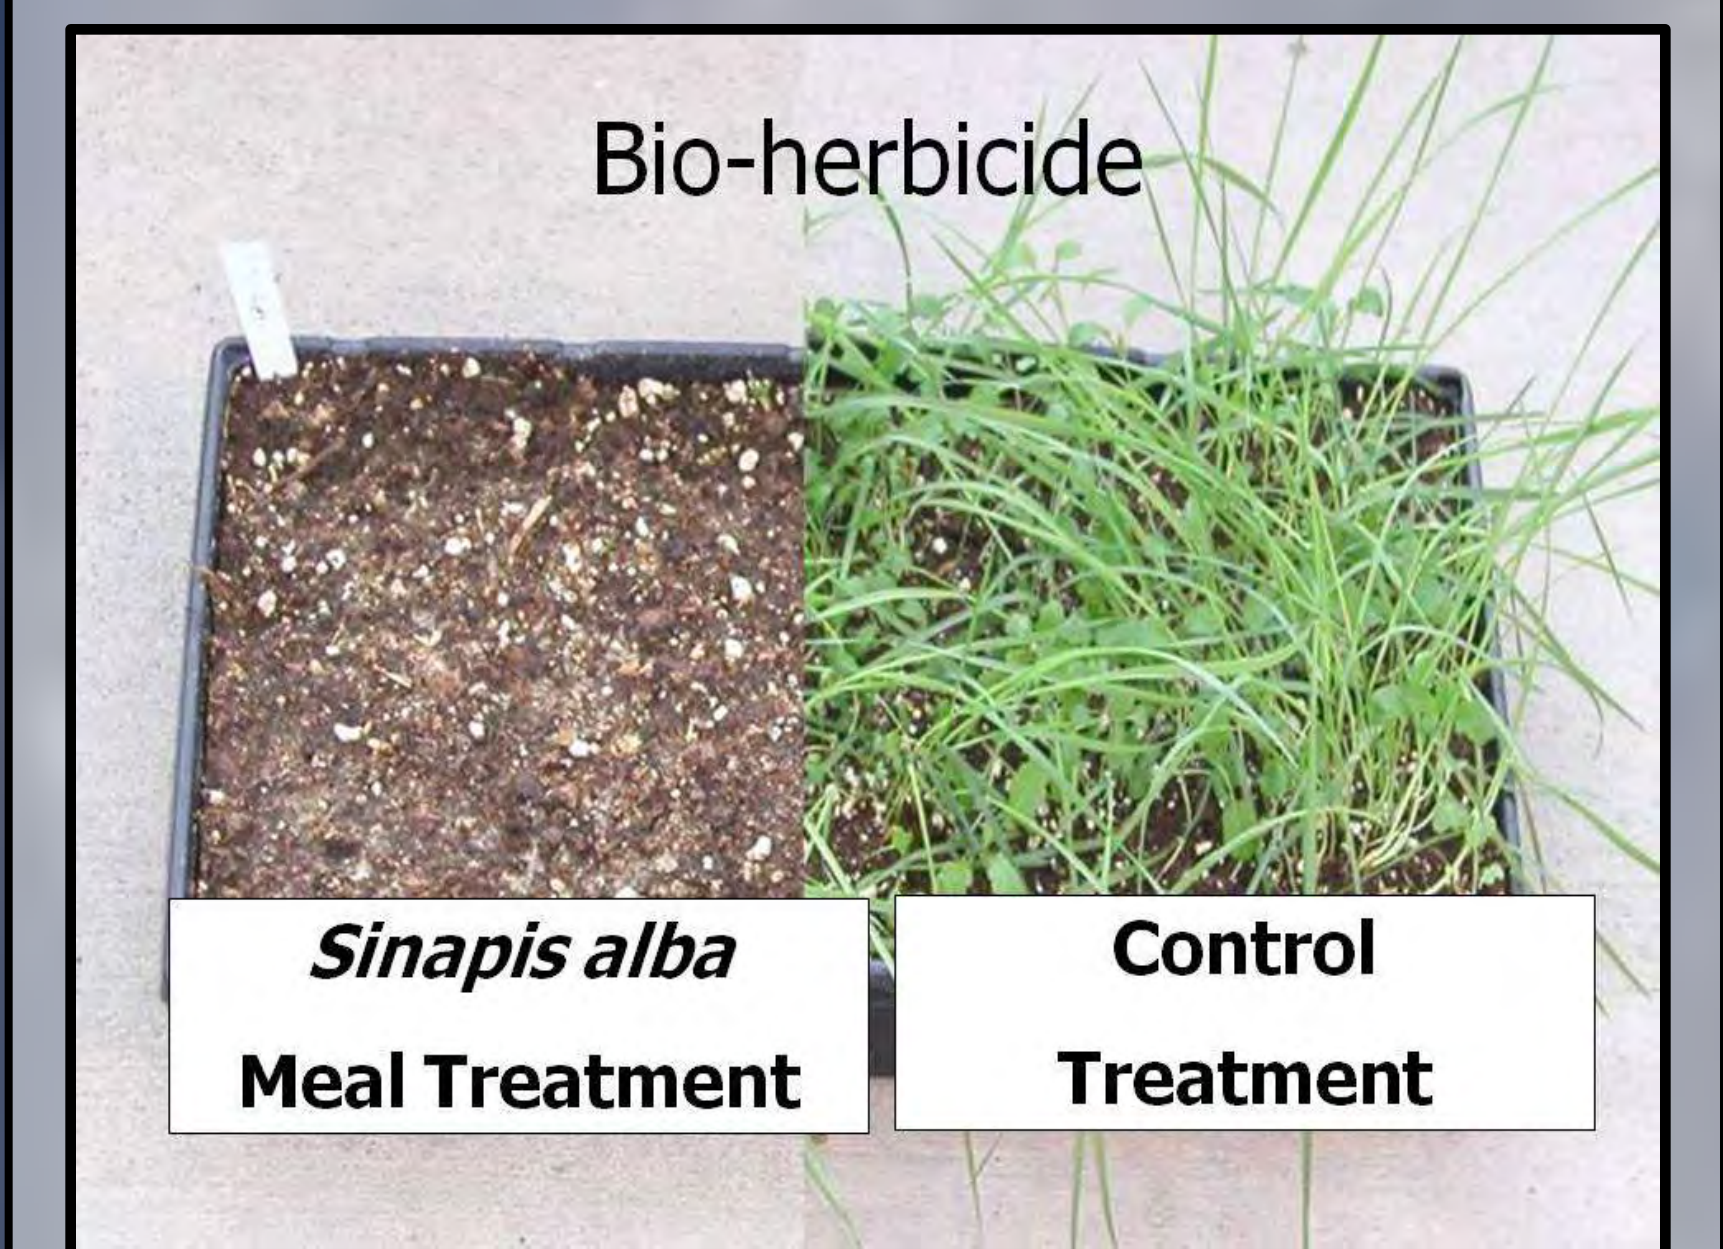 Bio-herbicide
Sinapis alba
Meal Treatment
Control
Treatment